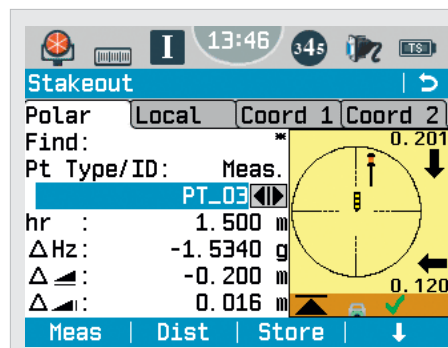 I 13:46 345 TS
Stakeout
Polar Local Coord 1 Coord 2
Find: *
Pt Type/ID: Meas.
PT_03
hr : 1.500 m
ΔHz: -1.5340 g
Δ◢: -0.200 m
Δ◢|: 0.016 m
0.201
0.120
Meas Dist Store